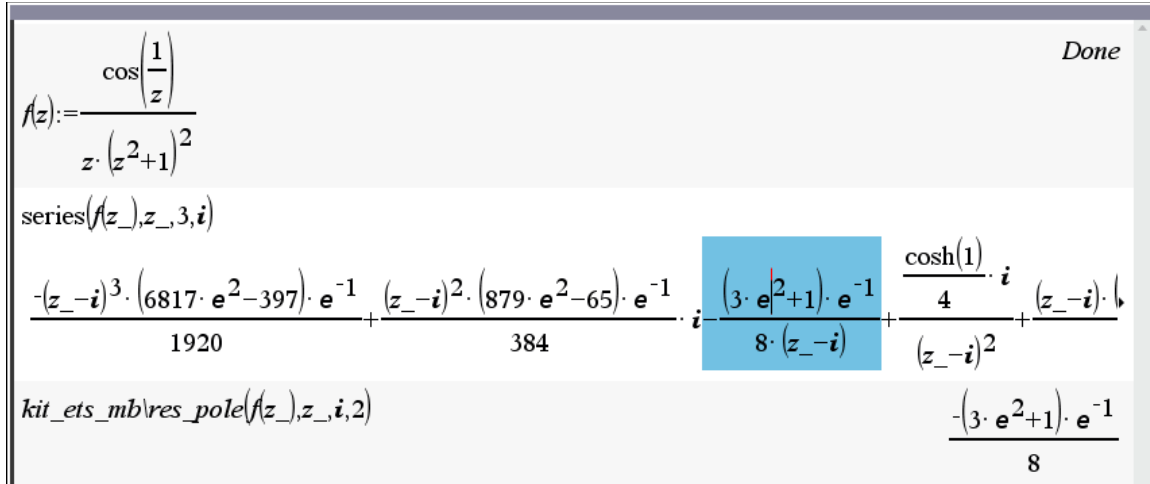 f(z):=cos(1/z)/(z·(z^2+1)^2) Done
series(f(z_),z_,3,i)
-(z_-i)^3·(6817·e^2-397)·e^-1/1920+(z_-i)^2·(879·e^2-65)·e^-1/384·i-(3·e^2+1)·e^-1/(8·(z_-i))+(cosh(1)/4·i)/(z_-i)^2+(z_-i)·(
kit_ets_mb\res_pole(f(z_),z_,i,2) -(3·e^2+1)·e^-1/8